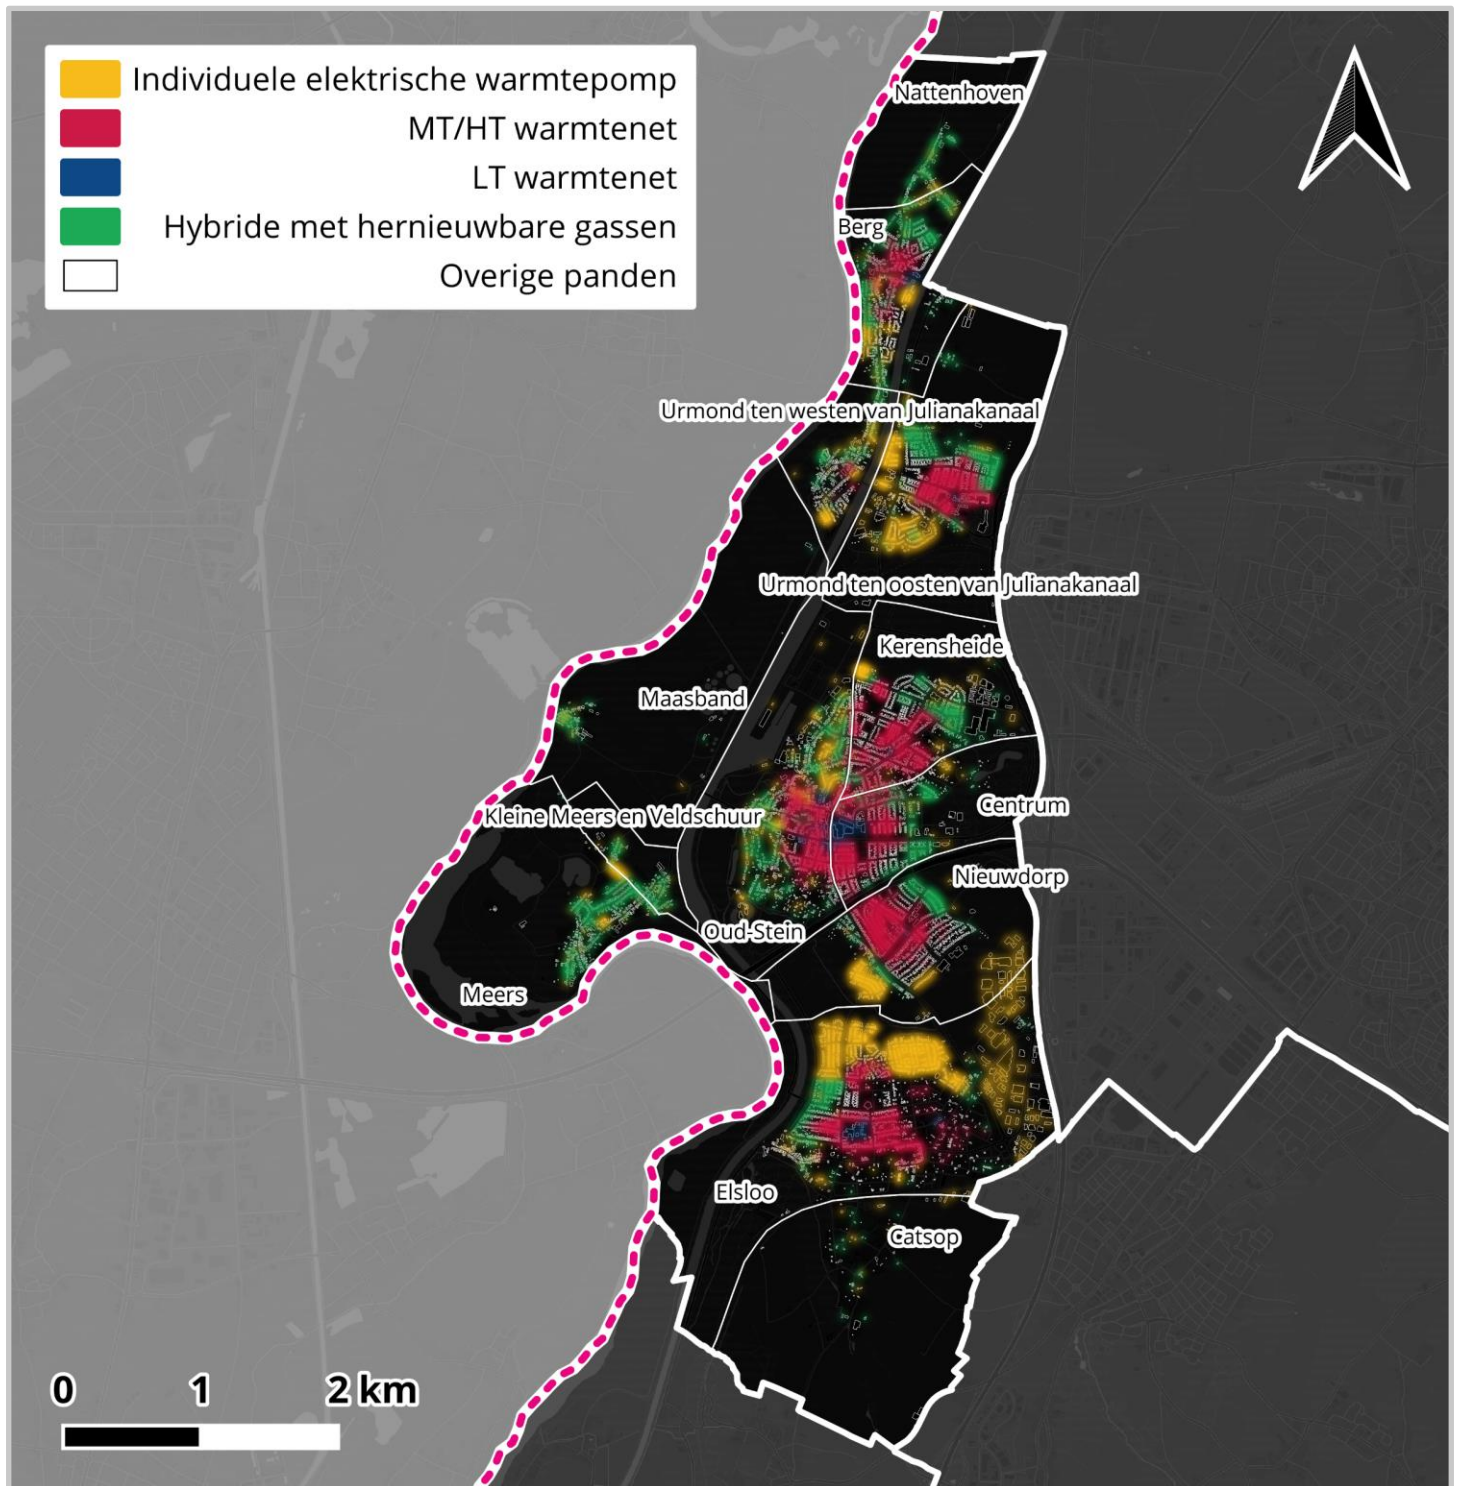 Individuele elektrische warmtepomp
MT/HT warmtenet
LT warmtenet
Hybride met hernieuwbare gassen
Overige panden
Nattenhoven
Berg
Urmond ten westen van Julianakanaal
Urmond ten oosten van Julianakanaal
Kerensheide
Maasband
Centrum
Kleine Meers en Veldschuur
Nieuwdorp
Oud-Stein
Meers
Elsloo
Catsop
0 1 2 km